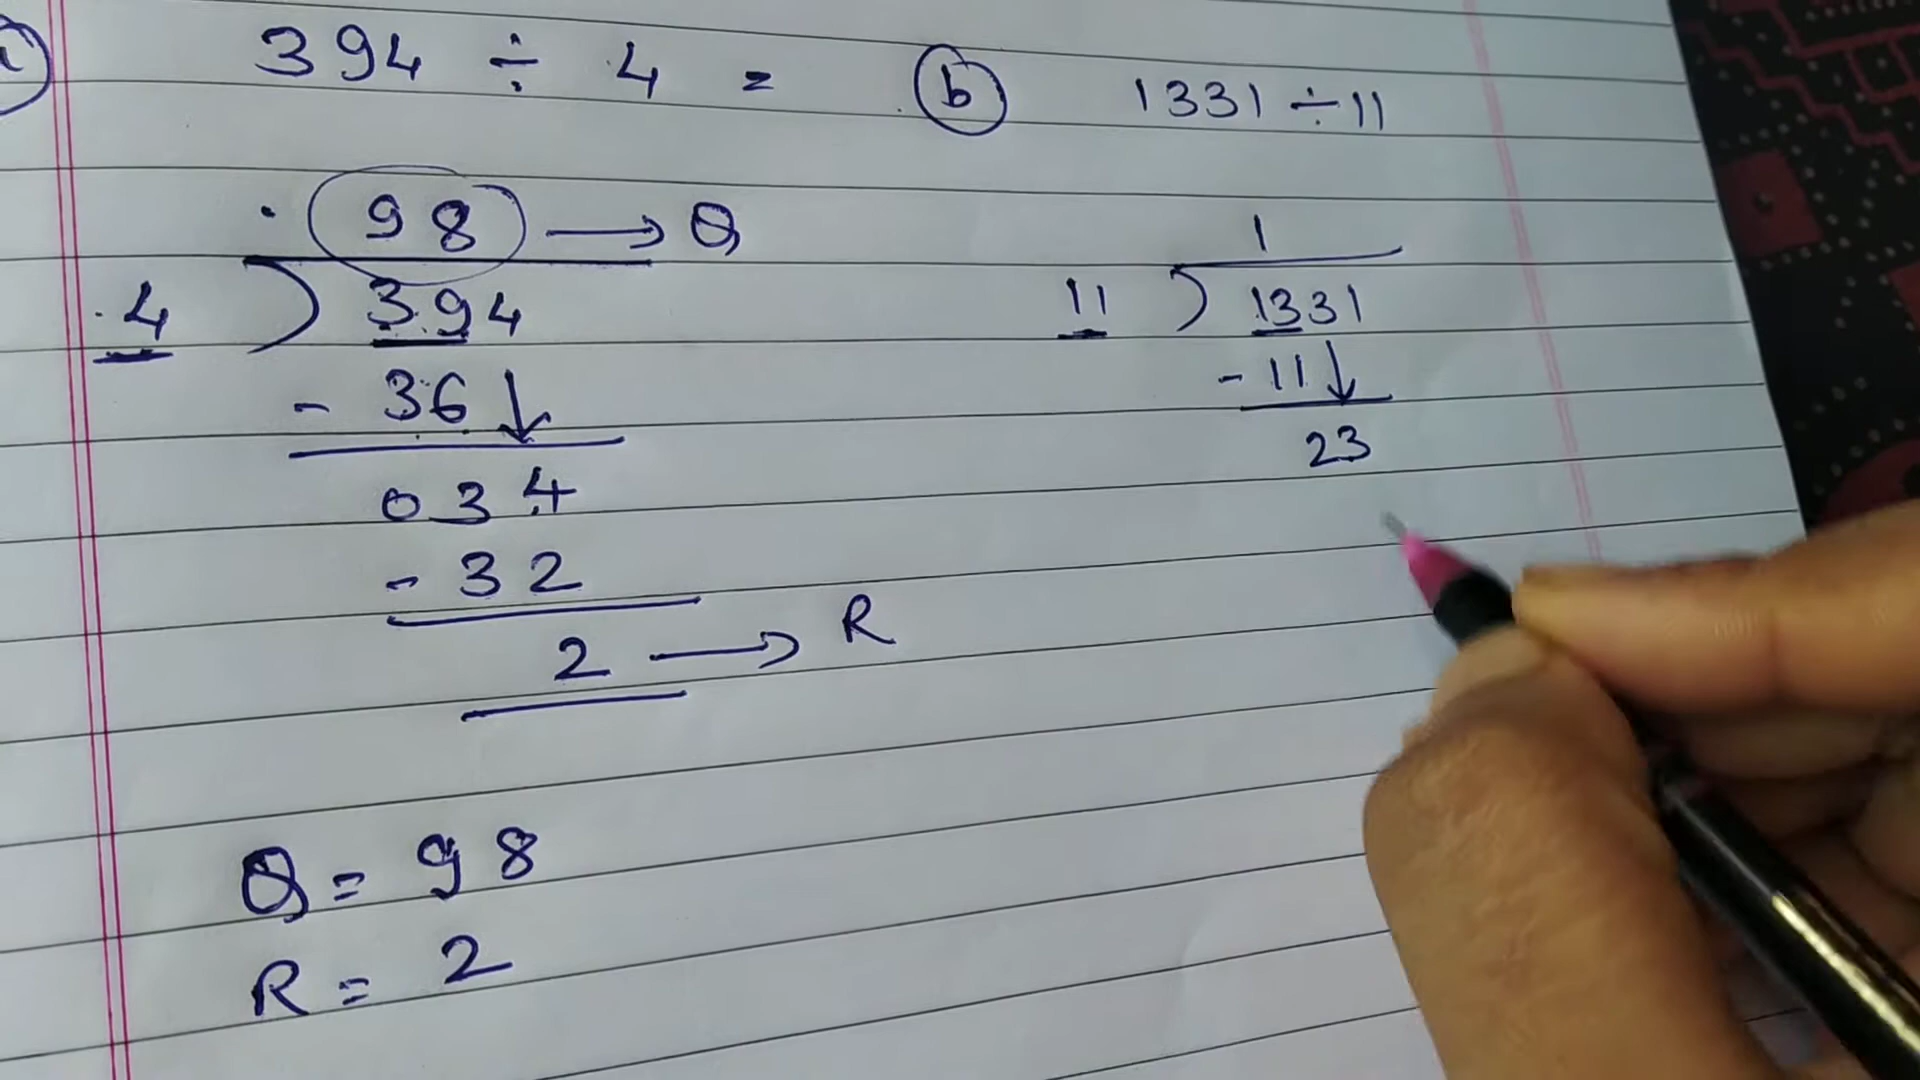 394 ÷ 4 =
98 → Q
4 ) 394
- 36 ↓
034
- 32
2 → R
Q = 98
R = 2
b 1331 ÷ 11
1
11 ) 1331
- 11 ↓
23